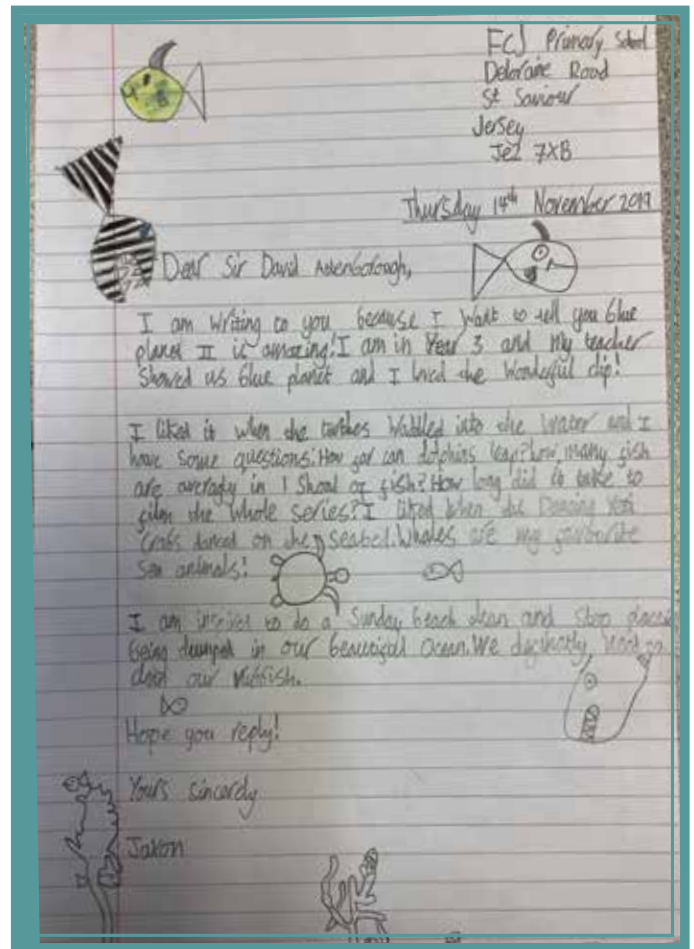 FCJ Primary School
Deloraine Road
St Saviour
Jersey
Je2 7XB
Thursday 14th November 2019
Dear Sir David Attenborough,
I am writing to you because I want to tell you blue
planet II is amazing! I am in Year 3 and my teacher
showed us blue planet and I loved the wonderful clip!
I liked it when the turtles waddled into the water and I
have some questions. How far can dolphins leap? how many fish
are averagly in 1 shoal of fish? How long did it take to
film the whole series? I liked when the Dancing Yeti
Crabs danced on the seabed. Whales are my favourite
sea animals!
I am inspired to do a Sunday beach clean and stop plastic
being dumped in our beautiful ocean. We definitely need to
clean our rubbish.
Hope you reply!
Yours sincerely